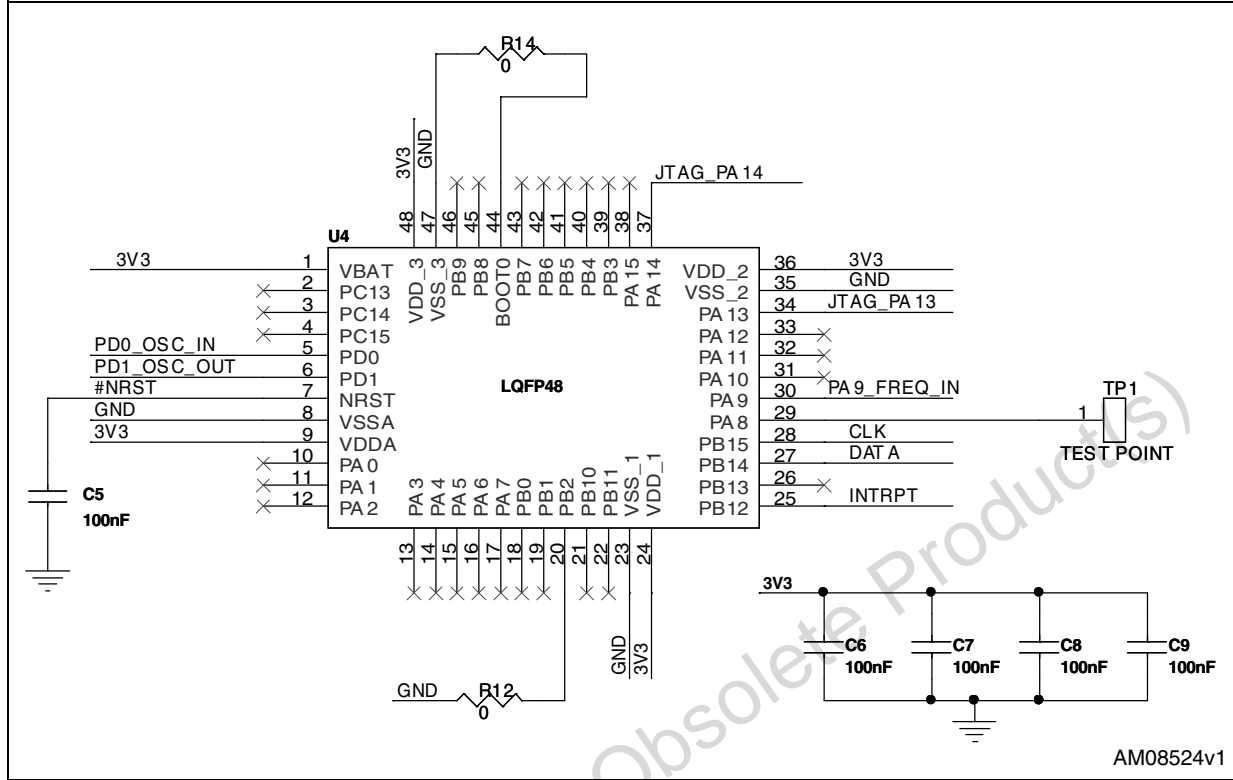 R14
0
3V3
GND
JTAG_PA14
48
47
46
45
44
43
42
41
40
39
38
37
U4
VDD_3
VSS_3
PB9
PB8
BOOT0
PB7
PB6
PB5
PB4
PB3
PA15
PA14
3V3 1 VBAT
2 PC13
3 PC14
4 PC15
PD0_OSC_IN 5 PD0
PD1_OSC_OUT 6 PD1
#NRST 7 NRST
GND 8 VSSA
3V3 9 VDDA
10 PA0
11 PA1
12 PA2
LQFP48
VDD_2 36 3V3
VSS_2 35 GND
PA13 34 JTAG_PA13
PA12 33
PA11 32
PA10 31
PA9 30 PA9_FREQ_IN
PA8 29
PB15 28 CLK
PB14 27 DATA
PB13 26
PB12 25 INTRPT
1
TP1
TEST POINT
PA3
PA4
PA5
PA6
PA7
PB0
PB1
PB2
PB10
PB11
VSS_1
VDD_1
13
14
15
16
17
18
19
20
21
22
23
24
C5
100nF
GND
3V3
GND
R12
0
3V3
C6
100nF
C7
100nF
C8
100nF
C9
100nF
Obsolete Product(s)
AM08524v1